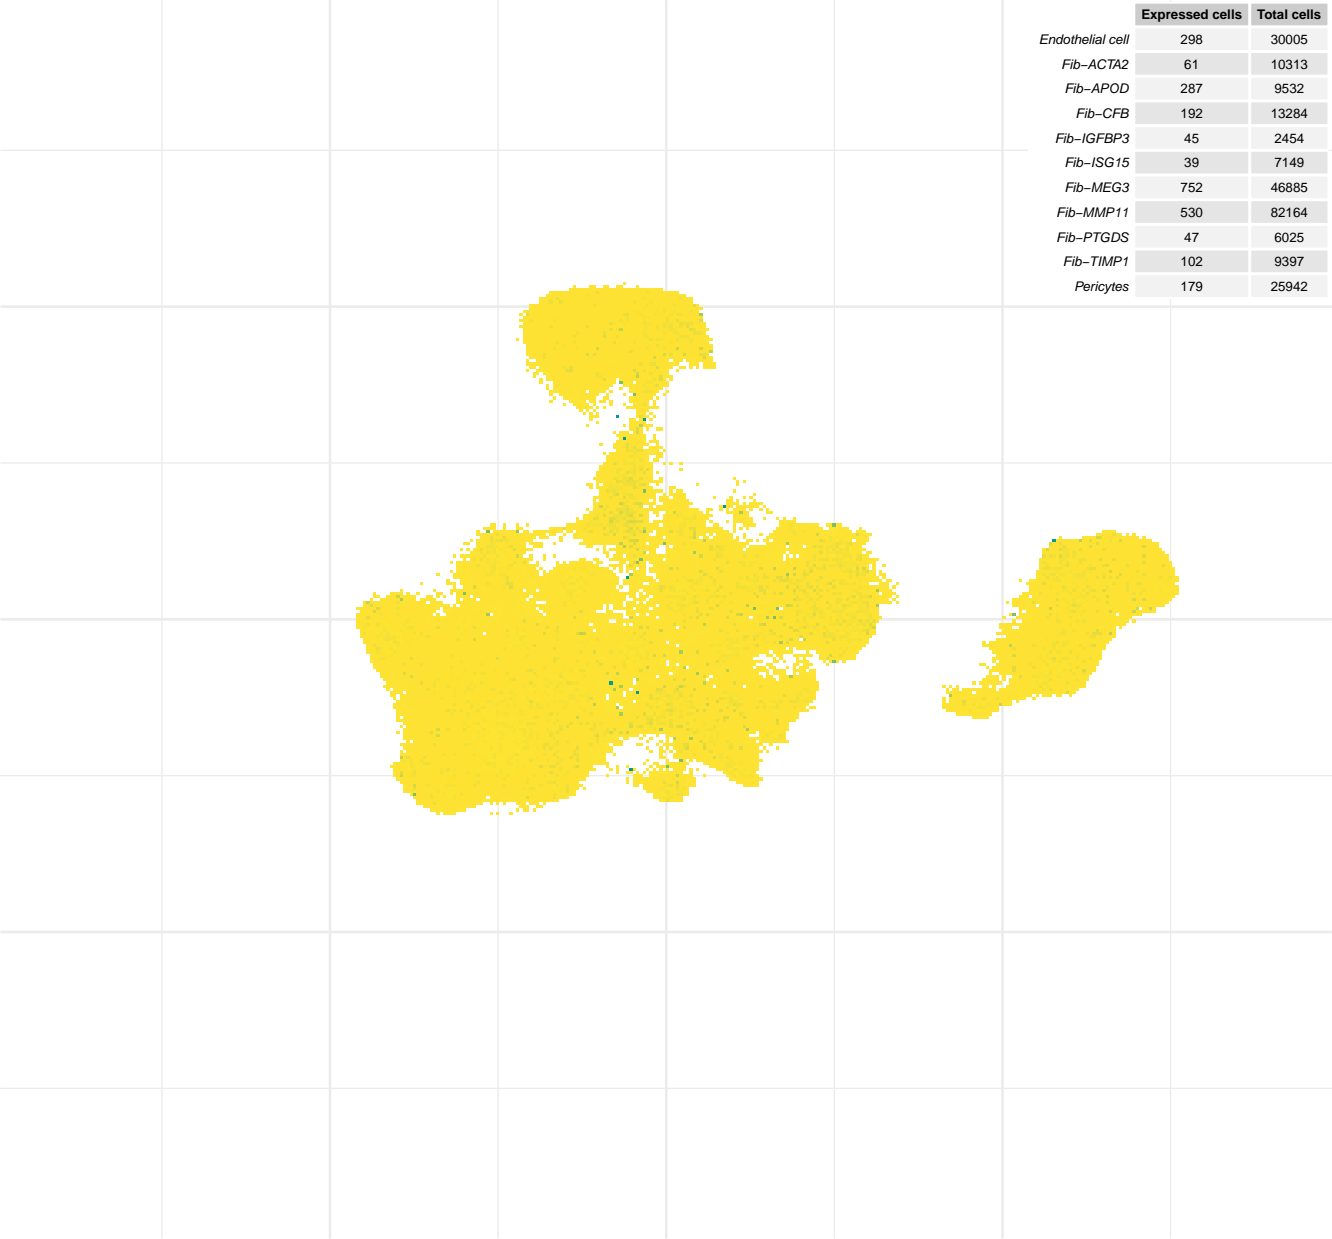 Expressed cells Total cells
Endothelial cell 298 30005
Fib−ACTA2 61 10313
Fib−APOD 287 9532
Fib−CFB 192 13284
Fib−IGFBP3 45 2454
Fib−ISG15 39 7149
Fib−MEG3 752 46885
Fib−MMP11 530 82164
Fib−PTGDS 47 6025
Fib−TIMP1 102 9397
Pericytes 179 25942